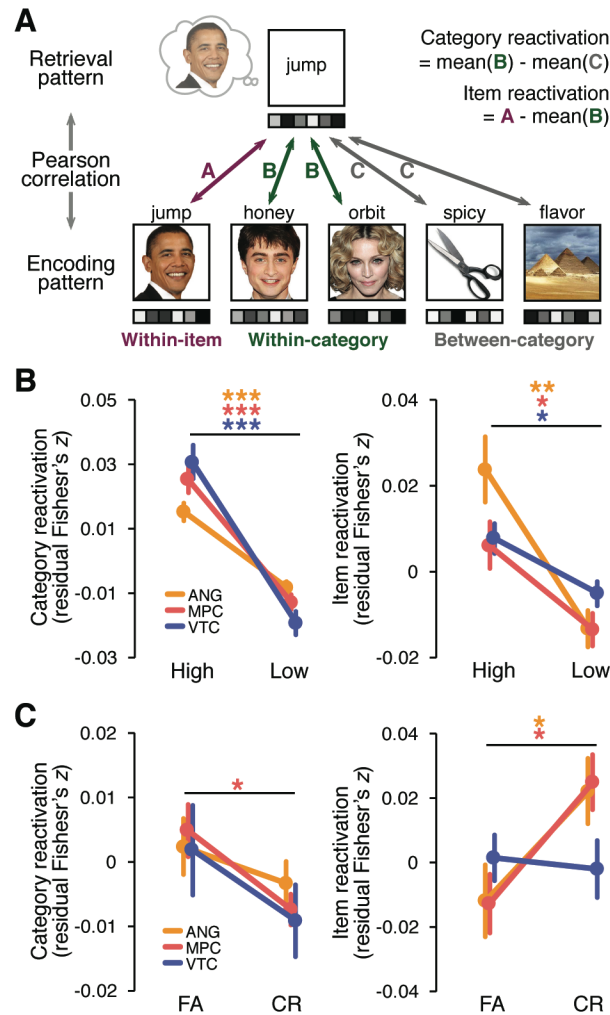 A
Retrieval
pattern
jump
Category reactivation
= mean(B) - mean(C)
Item reactivation
= A - mean(B)
Pearson
correlation
A B B C C
jump honey orbit spicy flavor
Encoding
pattern
Within-item Within-category Between-category
B
Category reactivation
(residual Fishesr's z)
0.05
0.03
0.01
-0.01
-0.03
***
***
***
ANG
MPC
VTC
High Low
Item reactivation
(residual Fishesr's z)
0.04
0.02
0
-0.02
**
*
*
High Low
C
Category reactivation
(residual Fishesr's z)
0.02
0.01
0
-0.01
-0.02
*
ANG
MPC
VTC
FA CR
Item reactivation
(residual Fishesr's z)
0.04
0.02
0
-0.02
-0.04
*
*
FA CR